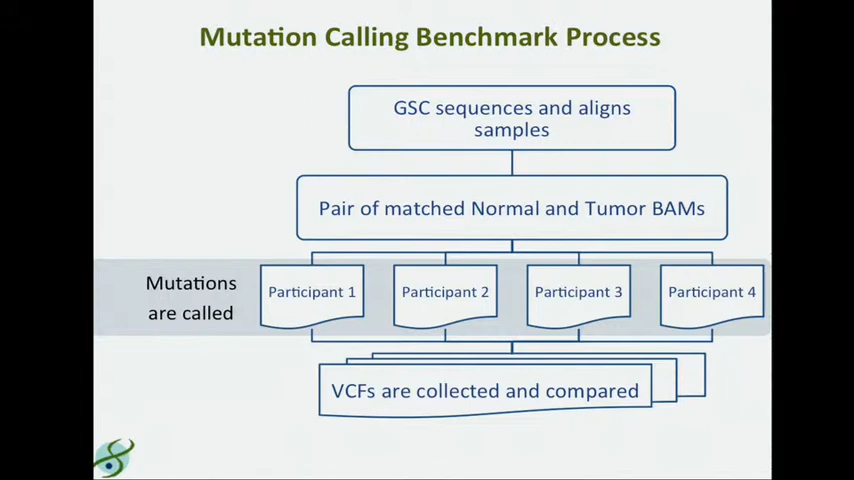 Mutation Calling Benchmark Process
GSC sequences and aligns
samples
Pair of matched Normal and Tumor BAMs
Mutations
are called
Participant 1
Participant 2
Participant 3
Participant 4
VCFs are collected and compared